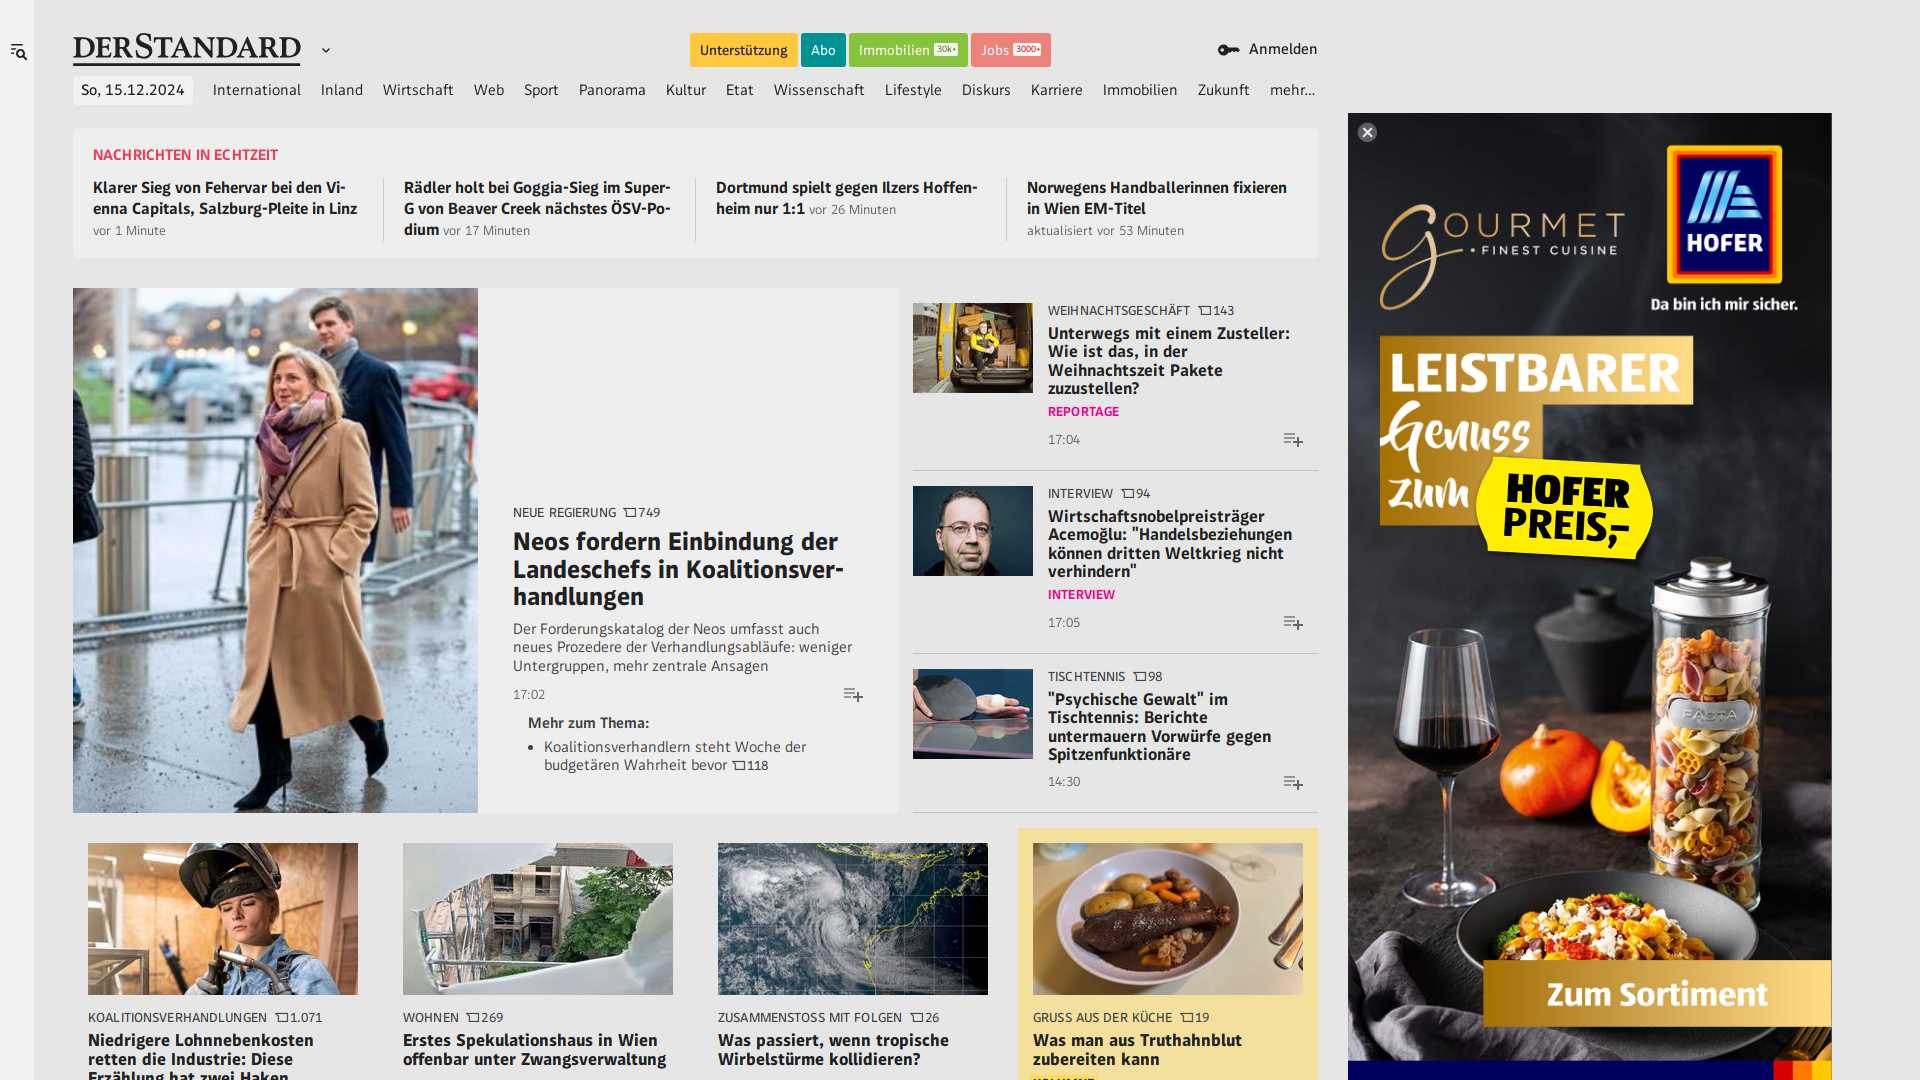 DERSTANDARD
Unterstützung
Abo
Immobilien 30k+
Jobs 3000+
Anmelden
So, 15.12.2024
International
Inland
Wirtschaft
Web
Sport
Panorama
Kultur
Etat
Wissenschaft
Lifestyle
Diskurs
Karriere
Immobilien
Zukunft
mehr...
NACHRICHTEN IN ECHTZEIT
Klarer Sieg von Fehervar bei den Vi-
enna Capitals, Salzburg-Pleite in Linz
vor 1 Minute
Rädler holt bei Goggia-Sieg im Super-
G von Beaver Creek nächstes ÖSV-Po-
dium vor 17 Minuten
Dortmund spielt gegen Ilzers Hoffen-
heim nur 1:1 vor 26 Minuten
Norwegens Handballerinnen fixieren
in Wien EM-Titel
aktualisiert vor 53 Minuten
NEUE REGIERUNG 749
Neos fordern Einbindung der
Landeschefs in Koalitionsver-
handlungen
Der Forderungskatalog der Neos umfasst auch
neues Prozedere der Verhandlungsabläufe: weniger
Untergruppen, mehr zentrale Ansagen
17:02
Mehr zum Thema:
Koalitionsverhandlern steht Woche der
budgetären Wahrheit bevor 118
WEIHNACHTSGESCHÄFT 143
Unterwegs mit einem Zusteller:
Wie ist das, in der
Weihnachtszeit Pakete
zuzustellen?
REPORTAGE
17:04
INTERVIEW 94
Wirtschaftsnobelpreisträger
Acemoğlu: "Handelsbeziehungen
können dritten Weltkrieg nicht
verhindern"
INTERVIEW
17:05
TISCHTENNIS 98
"Psychische Gewalt" im
Tischtennis: Berichte
untermauern Vorwürfe gegen
Spitzenfunktionäre
14:30
KOALITIONSVERHANDLUNGEN 1.071
Niedrigere Lohnnebenkosten
retten die Industrie: Diese
Erzählung hat zwei Haken
WOHNEN 269
Erstes Spekulationshaus in Wien
offenbar unter Zwangsverwaltung
ZUSAMMENSTOSS MIT FOLGEN 26
Was passiert, wenn tropische
Wirbelstürme kollidieren?
GRUSS AUS DER KÜCHE 19
Was man aus Truthahnblut
zubereiten kann
KOLUMNE
GOURMET
FINEST CUISINE
HOFER
Da bin ich mir sicher.
LEISTBARER
Genuss
zum
HOFER
PREIS,-
PASTA
Zum Sortiment